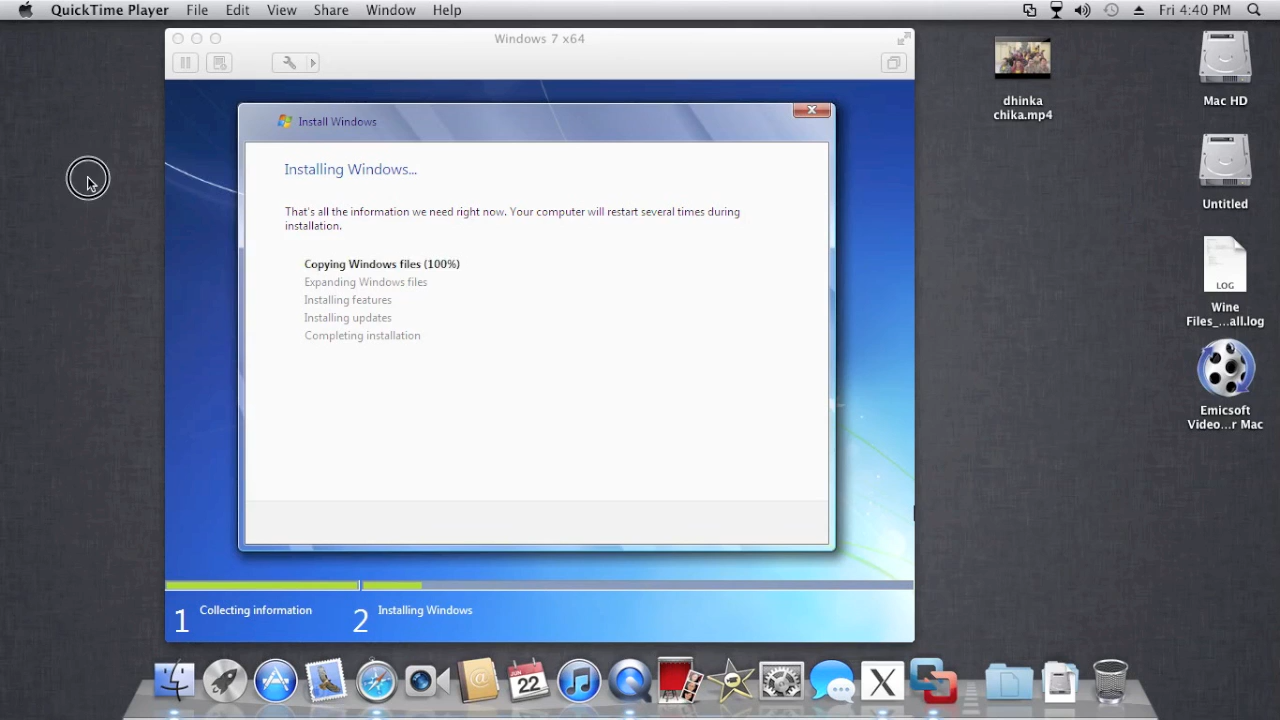 QuickTime Player File Edit View Share Window Help Fri 4:40 PM
Windows 7 x64
dhinka
chika.mp4
Mac HD
Install Windows
Installing Windows...
That's all the information we need right now. Your computer will restart several times during
installation.
Copying Windows files (100%)
Expanding Windows files
Installing features
Installing updates
Completing installation
Untitled
LOG
Wine
Files_...all.log
Emicsoft
Video...r Mac
1 Collecting information 2 Installing Windows
JUN
22